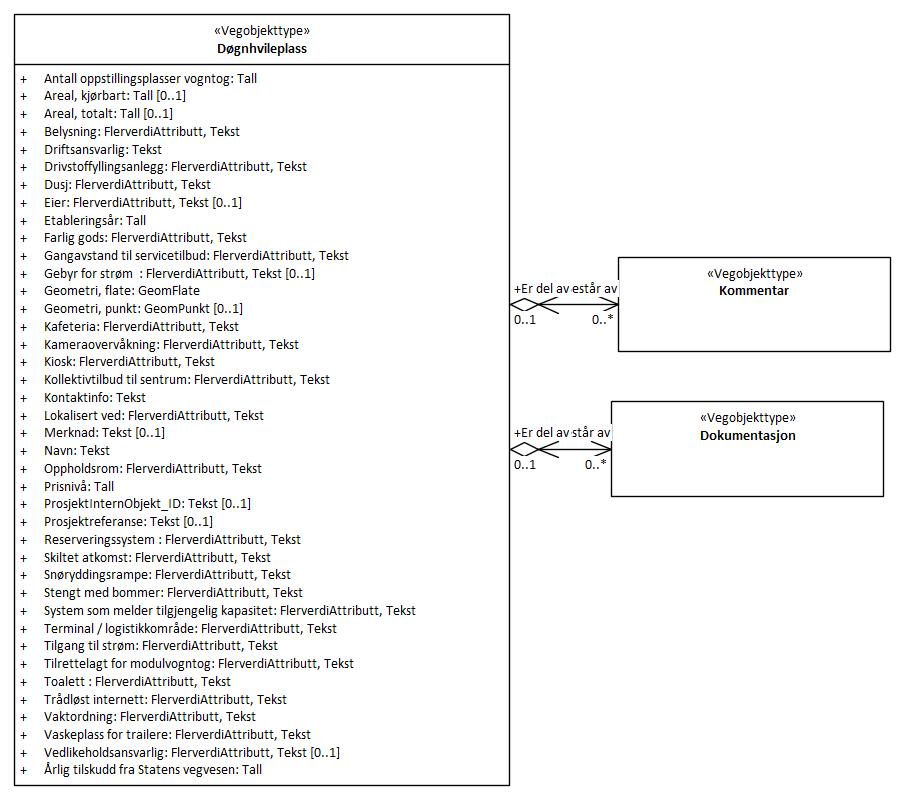 «Vegobjekttype»
Døgnhvileplass
+ Antall oppstillingsplasser vogntog: Tall
+ Areal, kjørbart: Tall [0..1]
+ Areal, totalt: Tall [0..1]
+ Belysning: FlerverdiAttributt, Tekst
+ Driftsansvarlig: Tekst
+ Drivstoffyllingsanlegg: FlerverdiAttributt, Tekst
+ Dusj: FlerverdiAttributt, Tekst
+ Eier: FlerverdiAttributt, Tekst [0..1]
+ Etableringsår: Tall
+ Farlig gods: FlerverdiAttributt, Tekst
+ Gangavstand til servicetilbud: FlerverdiAttributt, Tekst
+ Gebyr for strøm : FlerverdiAttributt, Tekst [0..1]
+ Geometri, flate: GeomFlate
+ Geometri, punkt: GeomPunkt [0..1]
+ Kafeteria: FlerverdiAttributt, Tekst
+ Kameraovervåkning: FlerverdiAttributt, Tekst
+ Kiosk: FlerverdiAttributt, Tekst
+ Kollektivtilbud til sentrum: FlerverdiAttributt, Tekst
+ Kontaktinfo: Tekst
+ Lokalisert ved: FlerverdiAttributt, Tekst
+ Merknad: Tekst [0..1]
+ Navn: Tekst
+ Oppholdsrom: FlerverdiAttributt, Tekst
+ Prisnivå: Tall
+ ProsjektInternObjekt_ID: Tekst [0..1]
+ Prosjektreferanse: Tekst [0..1]
+ Reserveringssystem : FlerverdiAttributt, Tekst
+ Skiltet atkomst: FlerverdiAttributt, Tekst
+ Snøryddingsrampe: FlerverdiAttributt, Tekst
+ Stengt med bommer: FlerverdiAttributt, Tekst
+ System som melder tilgjengelig kapasitet: FlerverdiAttributt, Tekst
+ Terminal / logistikkområde: FlerverdiAttributt, Tekst
+ Tilgang til strøm: FlerverdiAttributt, Tekst
+ Tilrettelagt for modulvogntog: FlerverdiAttributt, Tekst
+ Toalett : FlerverdiAttributt, Tekst
+ Trådløst internett: FlerverdiAttributt, Tekst
+ Vaktordning: FlerverdiAttributt, Tekst
+ Vaskeplass for trailere: FlerverdiAttributt, Tekst
+ Vedlikeholdsansvarlig: FlerverdiAttributt, Tekst [0..1]
+ Årlig tilskudd fra Statens vegvesen: Tall
+Er del av estår av
0..1 0..*
«Vegobjekttype»
Kommentar
+Er del av står av
0..1 0..*
«Vegobjekttype»
Dokumentasjon